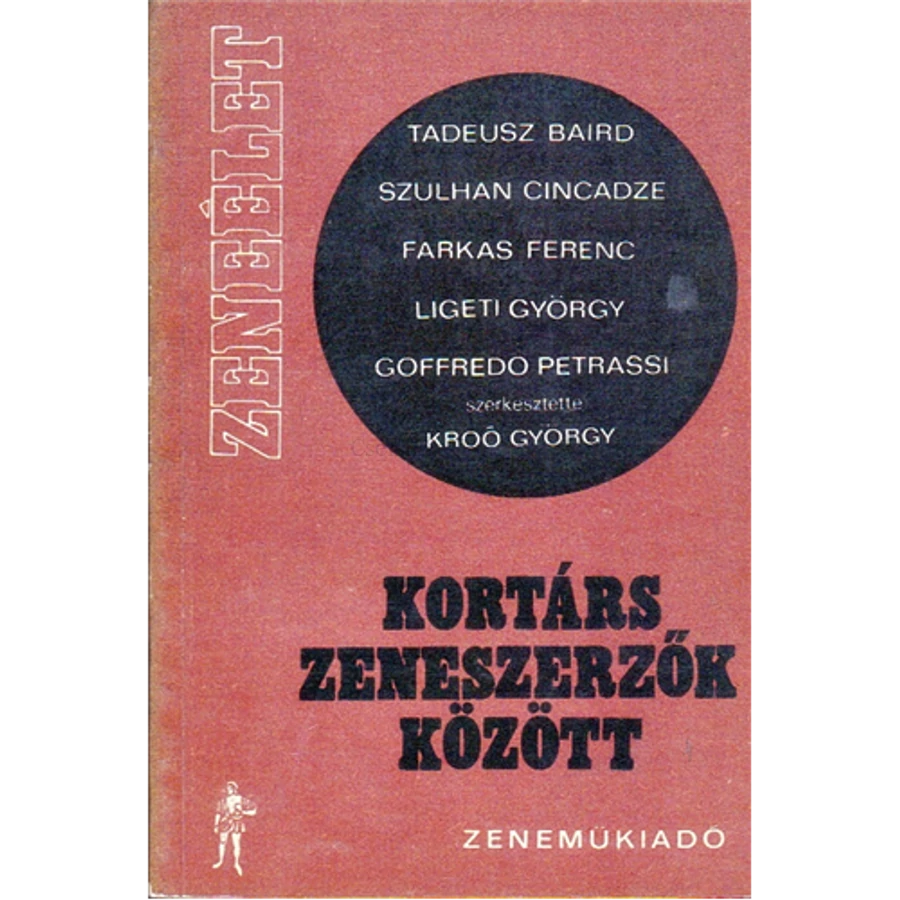 ZENEÉLET
TADEUSZ BAIRD
SZULHAN CINCADZE
FARKAS FERENC
LIGETI GYÖRGY
GOFFREDO PETRASSI
szerkesztette
KROÓ GYÖRGY
KORTÁRS
ZENESZERZŐK
KÖZÖTT
ZENEMŰKIADÓ